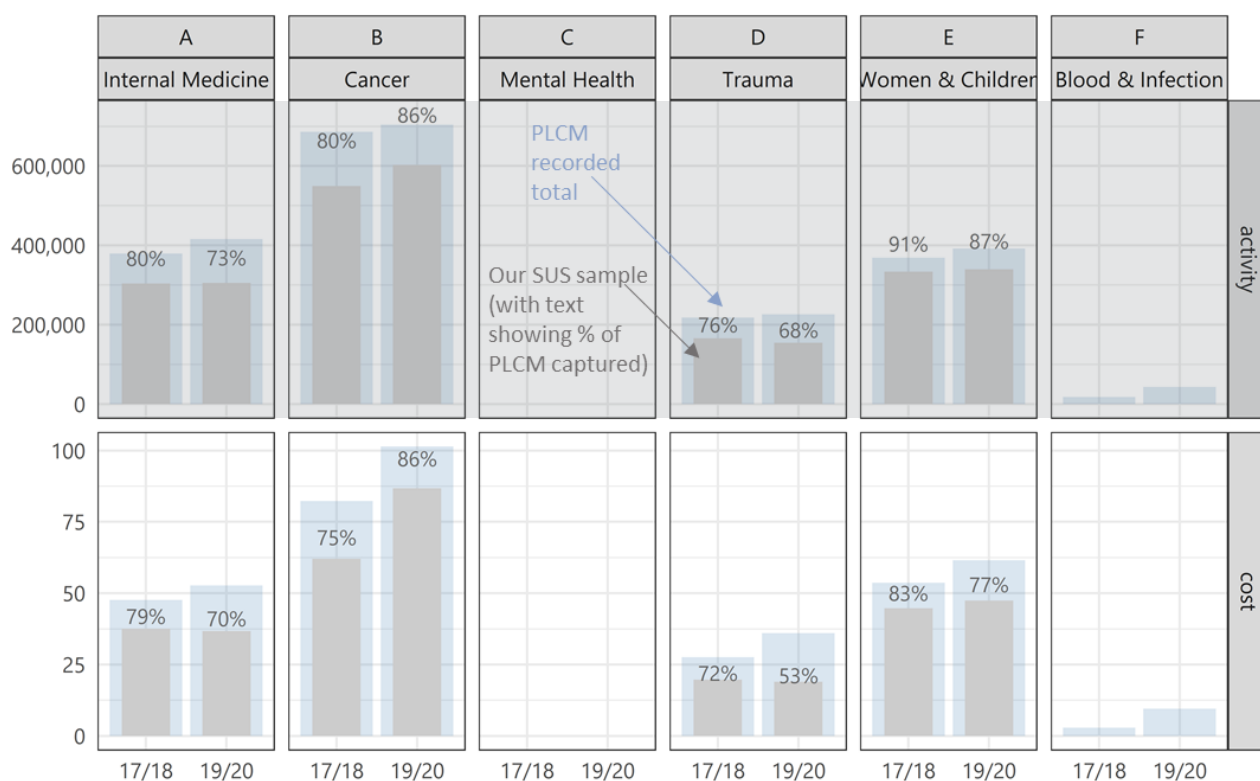 A B C D E F
Internal Medicine Cancer Mental Health Trauma Women & Children Blood & Infection
86%
80%
PLCM
recorded
total
600,000
400,000
200,000
0
80% 73%
Our SUS sample
(with text
showing % of
PLCM captured)
76% 68%
91% 87%
activity
100
75
50
25
0
79% 70%
75% 86%
72% 53%
83% 77%
cost
17/18 19/20 17/18 19/20 17/18 19/20 17/18 19/20 17/18 19/20 17/18 19/20